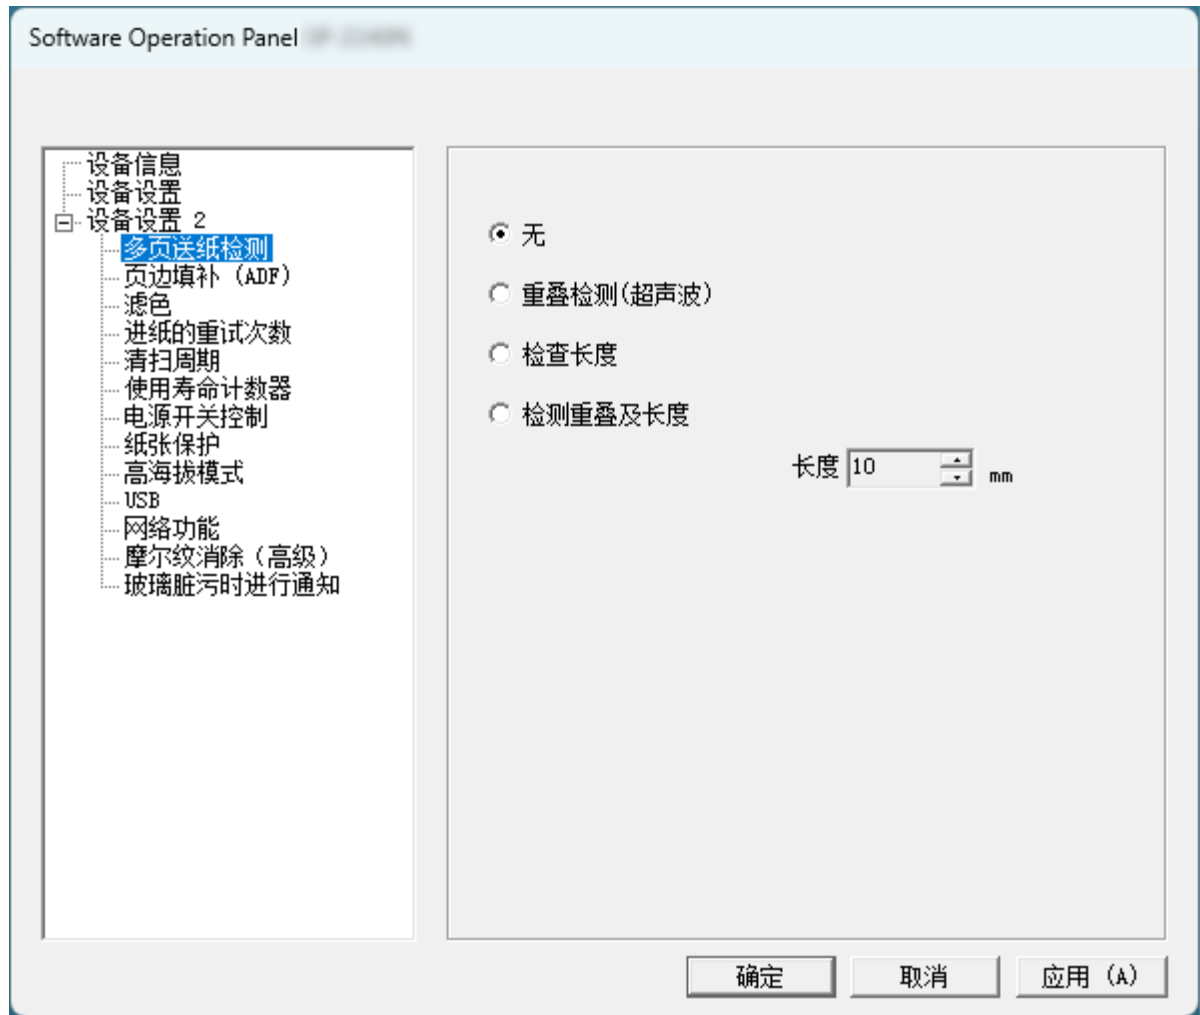 Software Operation Panel
设备信息
设备设置
设备设置 2
多页送纸检测
页边填补 (ADF)
滤色
进纸的重试次数
清扫周期
使用寿命计数器
电源开关控制
纸张保护
高海拔模式
USB
网络功能
摩尔纹消除（高级）
玻璃脏污时进行通知
无
重叠检测(超声波)
检查长度
检测重叠及长度
长度 10 mm
确定 取消 应用 (A)